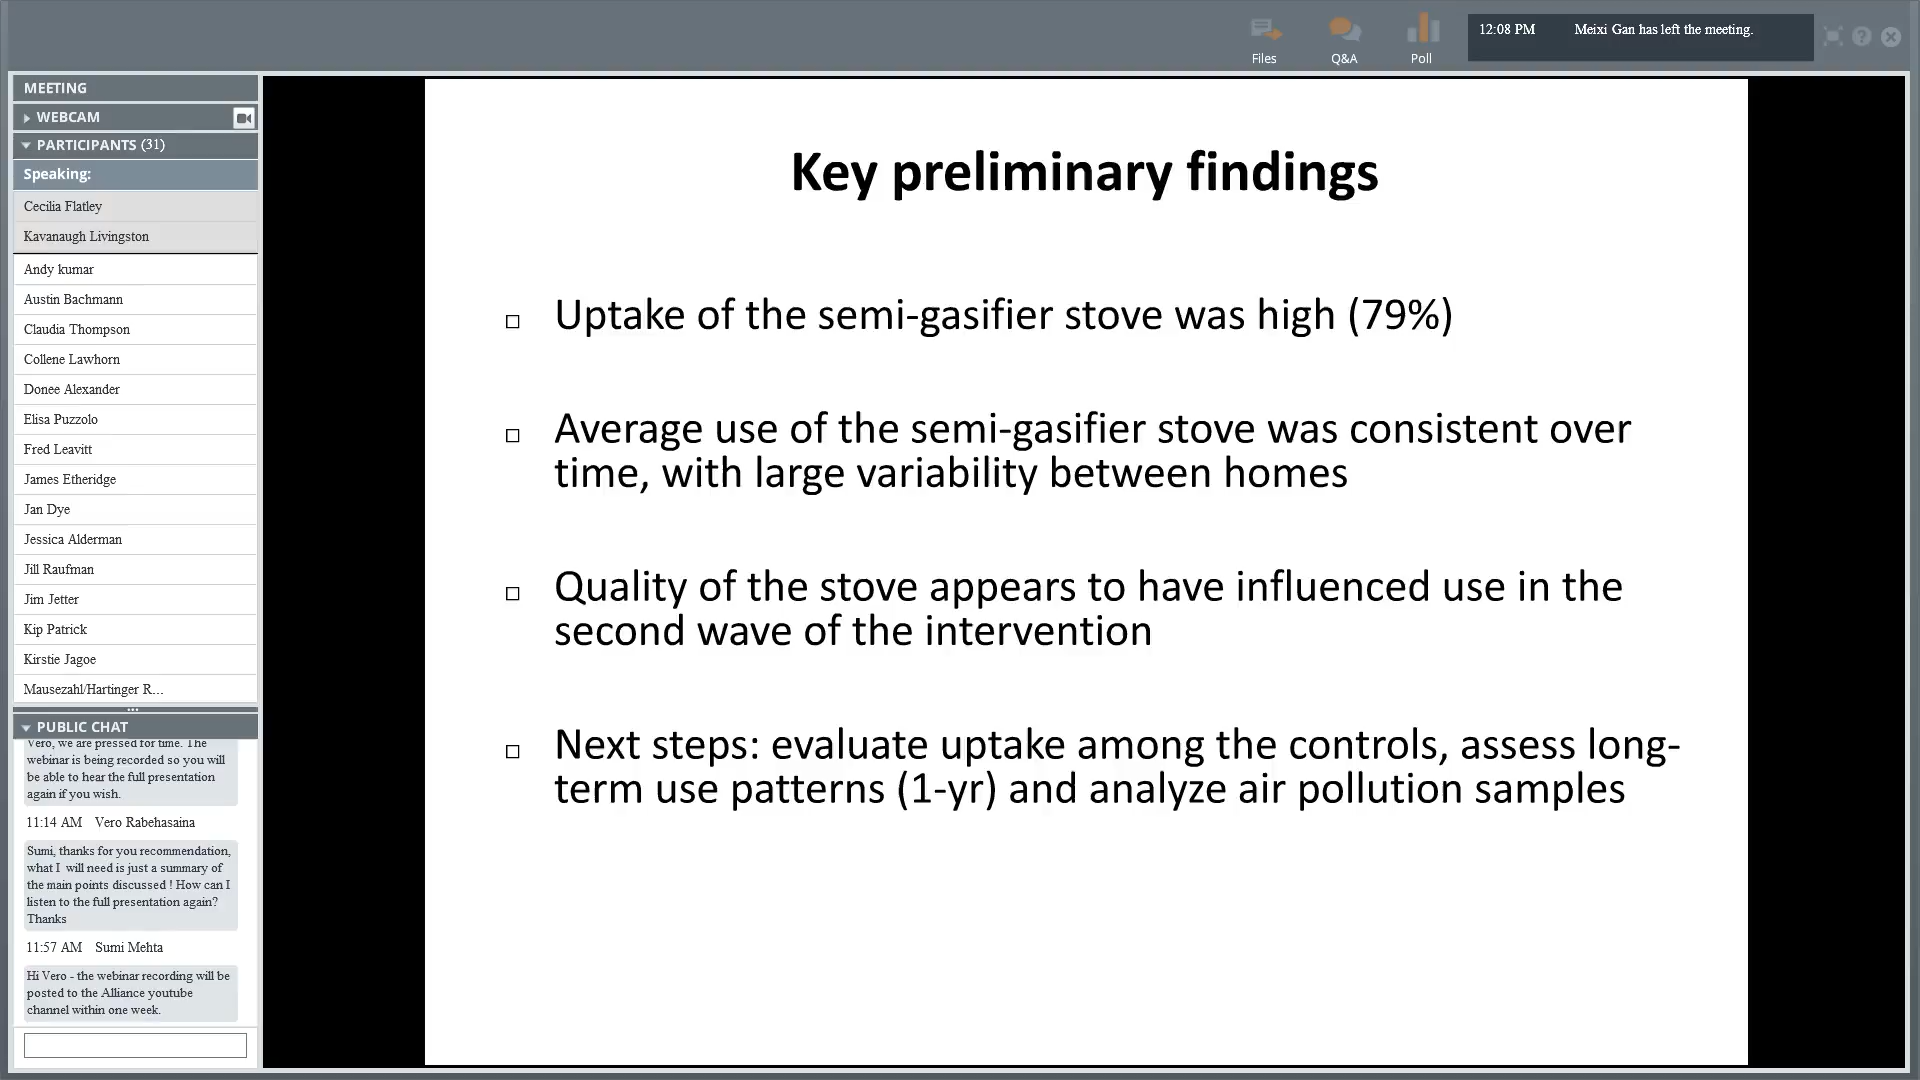 Files
Q&A
Poll
12:08 PM Meixi Gan has left the meeting.
MEETING
WEBCAM
PARTICIPANTS (31)
Speaking:
Cecilia Flatley
Kavanaugh Livingston
Andy kumar
Austin Bachmann
Claudia Thompson
Collene Lawhorn
Donee Alexander
Elisa Puzzolo
Fred Leavitt
James Etheridge
Jan Dye
Jessica Alderman
Jill Raufman
Jim Jetter
Kip Patrick
Kirstie Jagoe
Mausezahl/Hartinger R...
PUBLIC CHAT
Vero, we are pressed for time. The
webinar is being recorded so you will
be able to hear the full presentation
again if you wish.
11:14 AM Vero Rabehasaina
Sumi, thanks for you recommendation,
what I will need is just a summary of
the main points discussed ! How can I
listen to the full presentation again?
Thanks
11:57 AM Sumi Mehta
Hi Vero - the webinar recording will be
posted to the Alliance youtube
channel within one week.
Key preliminary findings
Uptake of the semi-gasifier stove was high (79%)
Average use of the semi-gasifier stove was consistent over
time, with large variability between homes
Quality of the stove appears to have influenced use in the
second wave of the intervention
Next steps: evaluate uptake among the controls, assess long-
term use patterns (1-yr) and analyze air pollution samples